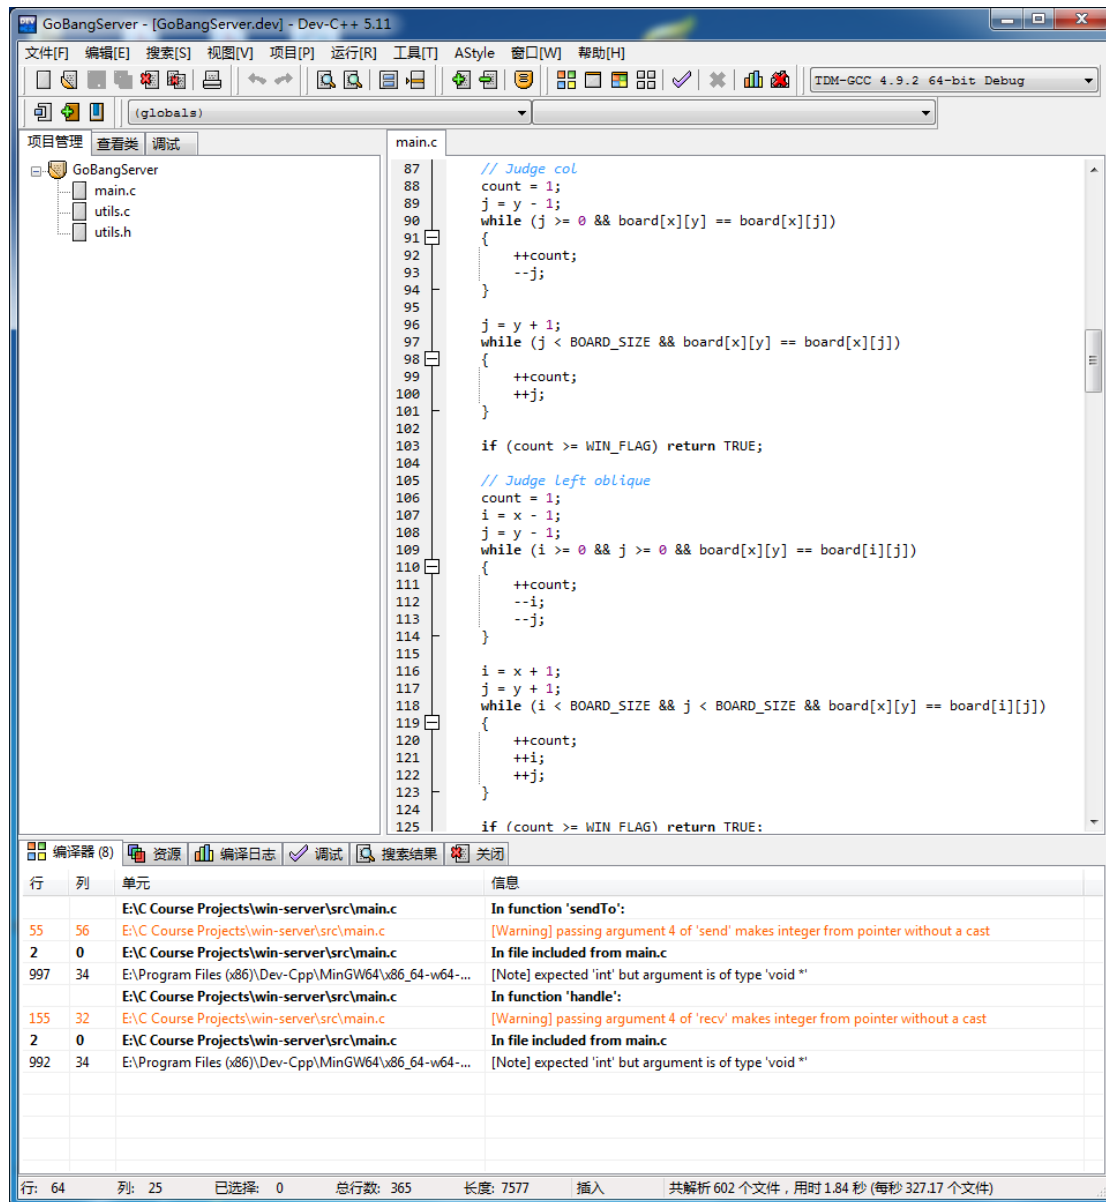 GoBangServer - [GoBangServer.dev] - Dev-C++ 5.11
文件[F] 编辑[E] 搜索[S] 视图[V] 项目[P] 运行[R] 工具[T] AStyle 窗口[W] 帮助[H]
TDM-GCC 4.9.2 64-bit Debug
(globals)
项目管理 查看类 调试
main.c
GoBangServer
main.c
utils.c
utils.h
87 // Judge col
88 count = 1;
89 j = y - 1;
90 while (j >= 0 && board[x][y] == board[x][j])
91 {
92 ++count;
93 --j;
94 }
95
96 j = y + 1;
97 while (j < BOARD_SIZE && board[x][y] == board[x][j])
98 {
99 ++count;
100 ++j;
101 }
102
103 if (count >= WIN_FLAG) return TRUE;
104
105 // Judge left oblique
106 count = 1;
107 i = x - 1;
108 j = y - 1;
109 while (i >= 0 && j >= 0 && board[x][y] == board[i][j])
110 {
111 ++count;
112 --i;
113 --j;
114 }
115
116 i = x + 1;
117 j = y + 1;
118 while (i < BOARD_SIZE && j < BOARD_SIZE && board[x][y] == board[i][j])
119 {
120 ++count;
121 ++i;
122 ++j;
123 }
124
125 if (count >= WIN_FLAG) return TRUE;
编译器 (8) 资源 编译日志 调试 搜索结果 关闭
行 列 单元 信息
E:\C Course Projects\win-server\src\main.c In function 'sendTo':
55 56 E:\C Course Projects\win-server\src\main.c [Warning] passing argument 4 of 'send' makes integer from pointer without a cast
2 0 E:\C Course Projects\win-server\src\main.c In file included from main.c
997 34 E:\Program Files (x86)\Dev-Cpp\MinGW64\x86_64-w64-... [Note] expected 'int' but argument is of type 'void *'
E:\C Course Projects\win-server\src\main.c In function 'handle':
155 32 E:\C Course Projects\win-server\src\main.c [Warning] passing argument 4 of 'recv' makes integer from pointer without a cast
2 0 E:\C Course Projects\win-server\src\main.c In file included from main.c
992 34 E:\Program Files (x86)\Dev-Cpp\MinGW64\x86_64-w64-... [Note] expected 'int' but argument is of type 'void *'
行: 64 列: 25 已选择: 0 总行数: 365 长度: 7577 插入 共解析 602 个文件，用时 1.84 秒 (每秒 327.17 个文件)